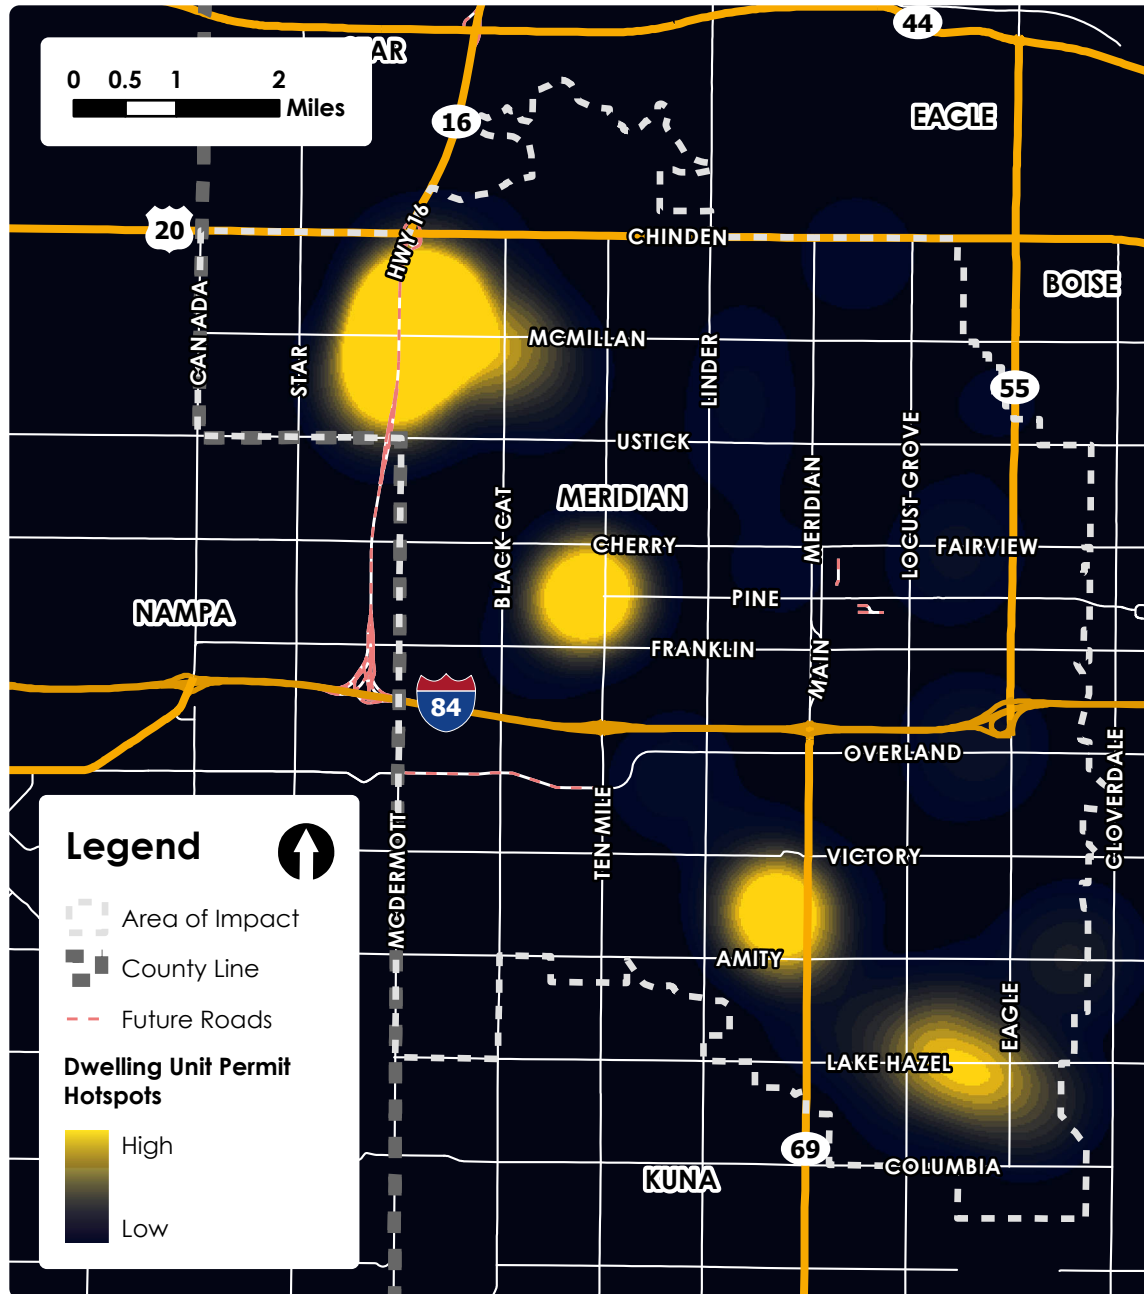 44
AR
0 0.5 1 2
Miles
EAGLE
16
20
HWY 16
CHINDEN
BOISE
CAN-ADA
STAR
MCMILLAN
LINDER
55
USTICK
LOCUST-GROVE
MERIDIAN
MERIDIAN
BLACK-CAT
CHERRY
FAIRVIEW
NAMPA
PINE
FRANKLIN
MAIN
84
OVERLAND
CLOVERDALE
TEN-MILE
MCDERMOTT
VICTORY
AMITY
EAGLE
LAKE-HAZEL
69
COLUMBIA
KUNA
Legend
Area of Impact
County Line
Future Roads
Dwelling Unit Permit
Hotspots
High
Low